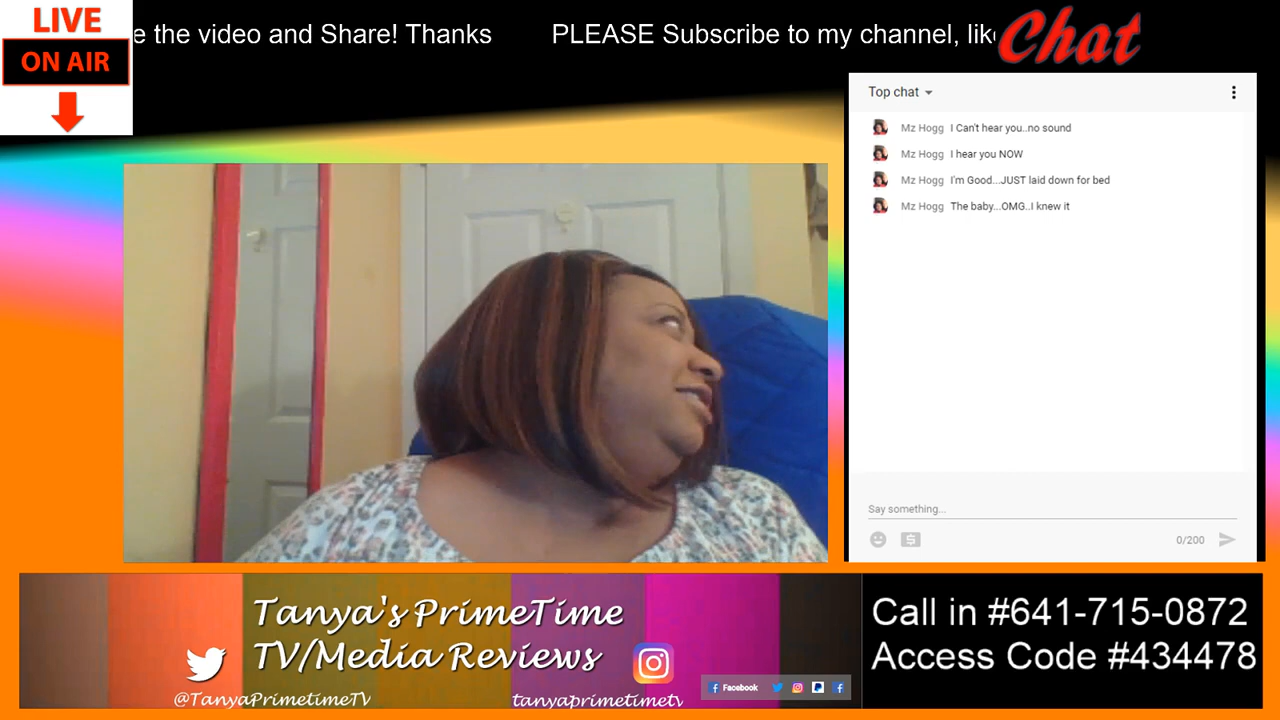 LIVE
ON AIR
e the video and Share! Thanks PLEASE Subscribe to my channel, lik
Chat
Top chat
Mz Hogg I Can't hear you..no sound
Mz Hogg I hear you NOW
Mz Hogg I'm Good...JUST laid down for bed
Mz Hogg The baby...OMG..I knew it
Say something...
0/200
Tanya's PrimeTime
TV/Media Reviews
@TanyaPrimetimeTV
tanyaprimetimetv
Facebook
Call in #641-715-0872
Access Code #434478